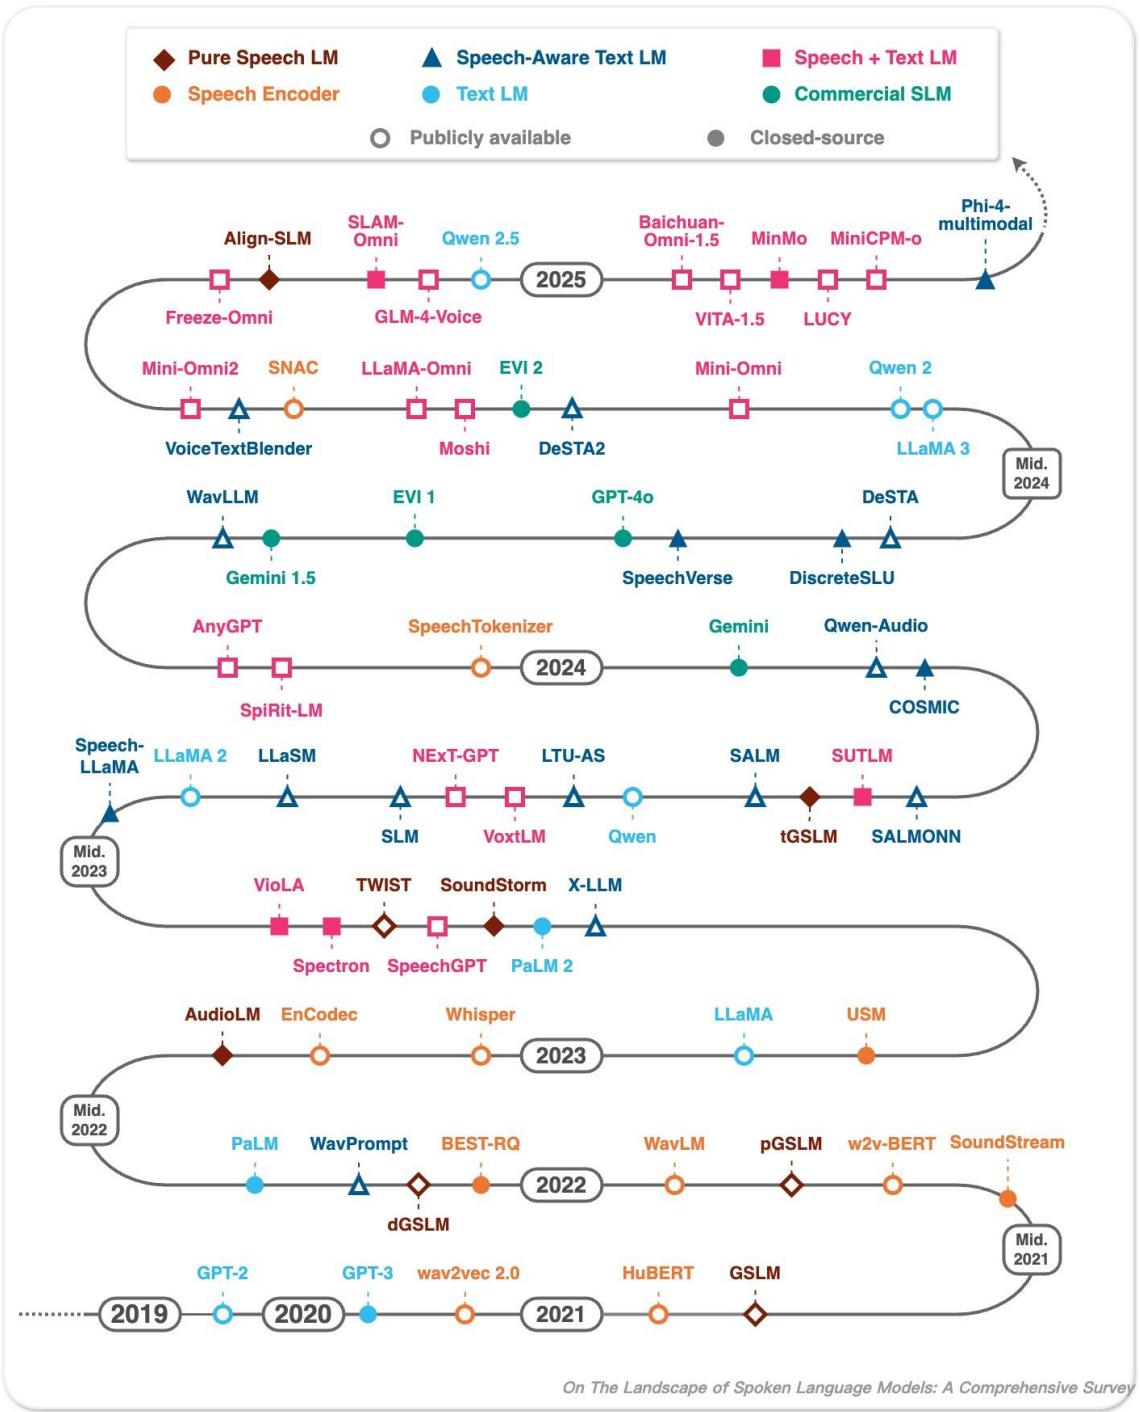 Pure Speech LM
Speech-Aware Text LM
Speech + Text LM
Speech Encoder
Text LM
Commercial SLM
Publicly available
Closed-source
Align-SLM
SLAM-
Omni
Qwen 2.5
Baichuan-
Omni-1.5
MinMo
MiniCPM-o
Phi-4-
multimodal
2025
Freeze-Omni
GLM-4-Voice
VITA-1.5
LUCY
Mini-Omni2
SNAC
LLaMA-Omni
EVI 2
Mini-Omni
Qwen 2
VoiceTextBlender
Moshi
DeSTA2
LLaMA 3
Mid.
2024
WavLLM
EVI 1
GPT-4o
DeSTA
Gemini 1.5
SpeechVerse
DiscreteSLU
AnyGPT
SpeechTokenizer
Gemini
Qwen-Audio
2024
SpiRit-LM
COSMIC
Speech-
LLaMA
LLaMA 2
LLaSM
NExT-GPT
LTU-AS
SALM
SUTLM
SLM
VoxtLM
Qwen
tGSLM
SALMONN
Mid.
2023
VioLA
TWIST
SoundStorm
X-LLM
Spectron
SpeechGPT
PaLM 2
AudioLM
EnCodec
Whisper
LLaMA
USM
2023
Mid.
2022
PaLM
WavPrompt
BEST-RQ
WavLM
pGSLM
w2v-BERT
SoundStream
2022
dGSLM
Mid.
2021
GPT-2
GPT-3
wav2vec 2.0
HuBERT
GSLM
2019
2020
2021
On The Landscape of Spoken Language Models: A Comprehensive Survey